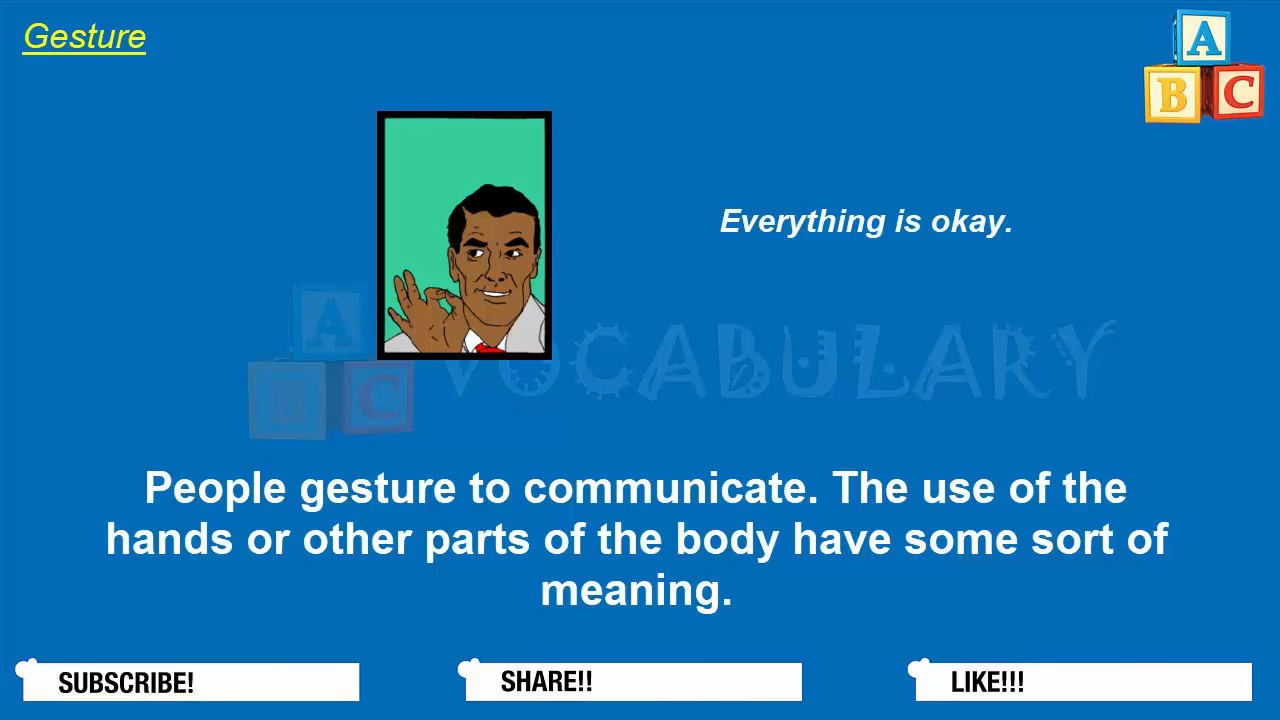 Gesture
A
B C
Everything is okay.
A
B C
VOCABULARY
People gesture to communicate. The use of the
hands or other parts of the body have some sort of
meaning.
SUBSCRIBE! SHARE!! LIKE!!!